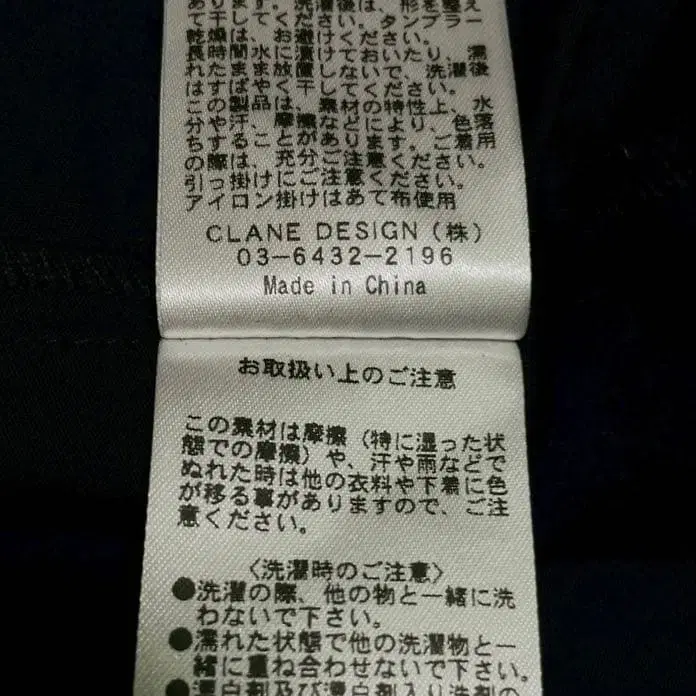 あります。洗濯後は、形を整え
て干してください。タンブラー
乾燥は、お避けください。
長時間水に漬けておいたり、濡
れたまま放置しないで、洗濯後
はすばやく干してください。
この製品は、素材の特性上、水
分や汗、摩擦などにより、色落
ちすることがあります。ご着用
の際は、充分ご注意ください。
引っ掛けにご注意ください。
アイロン掛けはあて布使用
CLANE DESIGN(株)
03-6432-2196
Made in China
お取扱い上のご注意
この素材は摩擦(特に湿った状
態での摩擦)や、汗や雨などで
ぬれた時は他の衣料や下着に色
が移る事がありますので、ご注
意ください。
〈洗濯時のご注意〉
●洗濯の際、他の物と一緒に洗
わないで下さい。
●濡れた状態で他の洗濯物と一
緒に重ね合わせないで下さい。
●漂白剤及び漂白剤入り洗剤の